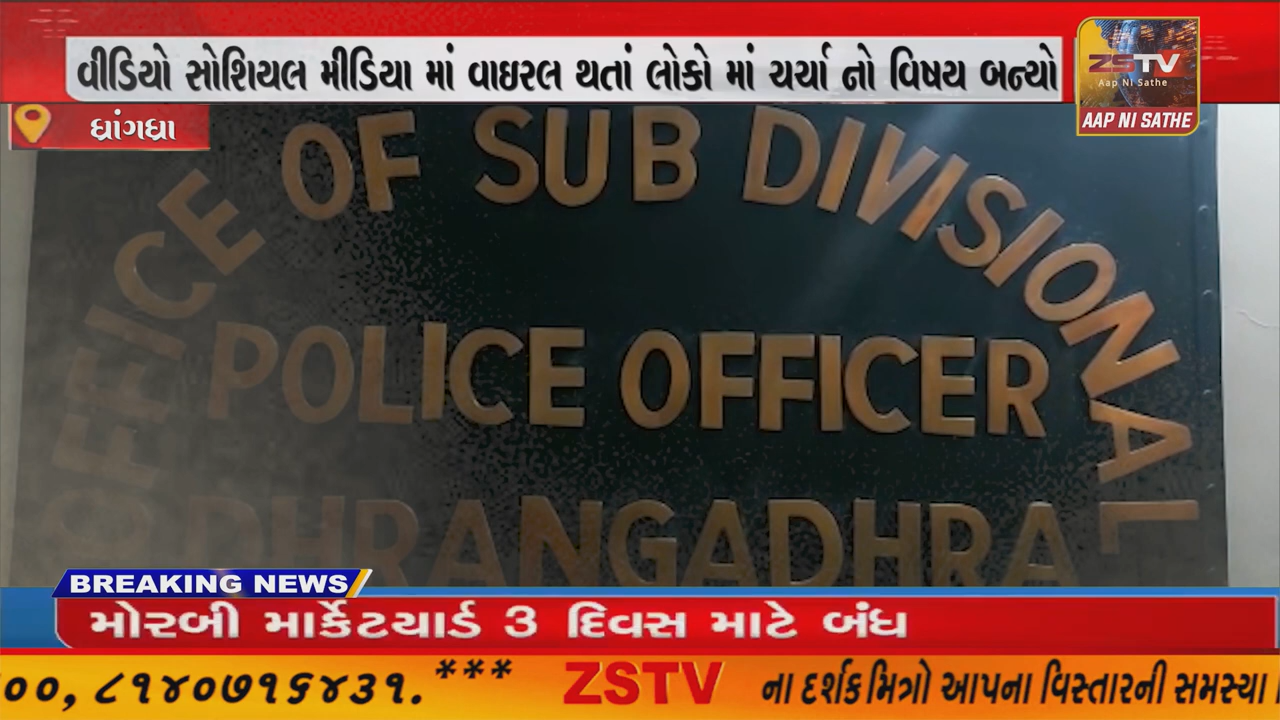 વીડિયો સોશિયલ મીડિયા માં વાઇરલ થતાં લોકો માં ચર્ચા નો વિષય બન્યો
ZSTV
Aap Ni Sathe
AAP NI SATHE
ધ્રાંગધ્રા
OFFICE OF SUB DIVISIONAL
POLICE OFFICER
DHRANGADHRA
BREAKING NEWS
મોરબી માર્કેટયાર્ડ 3 દિવસ માટે બંધ
૦૦, ૮૧૪૦૭૧૬૪૩૧. *** ZSTV ના દર્શક મિત્રો આપના વિસ્તારની સમસ્યા